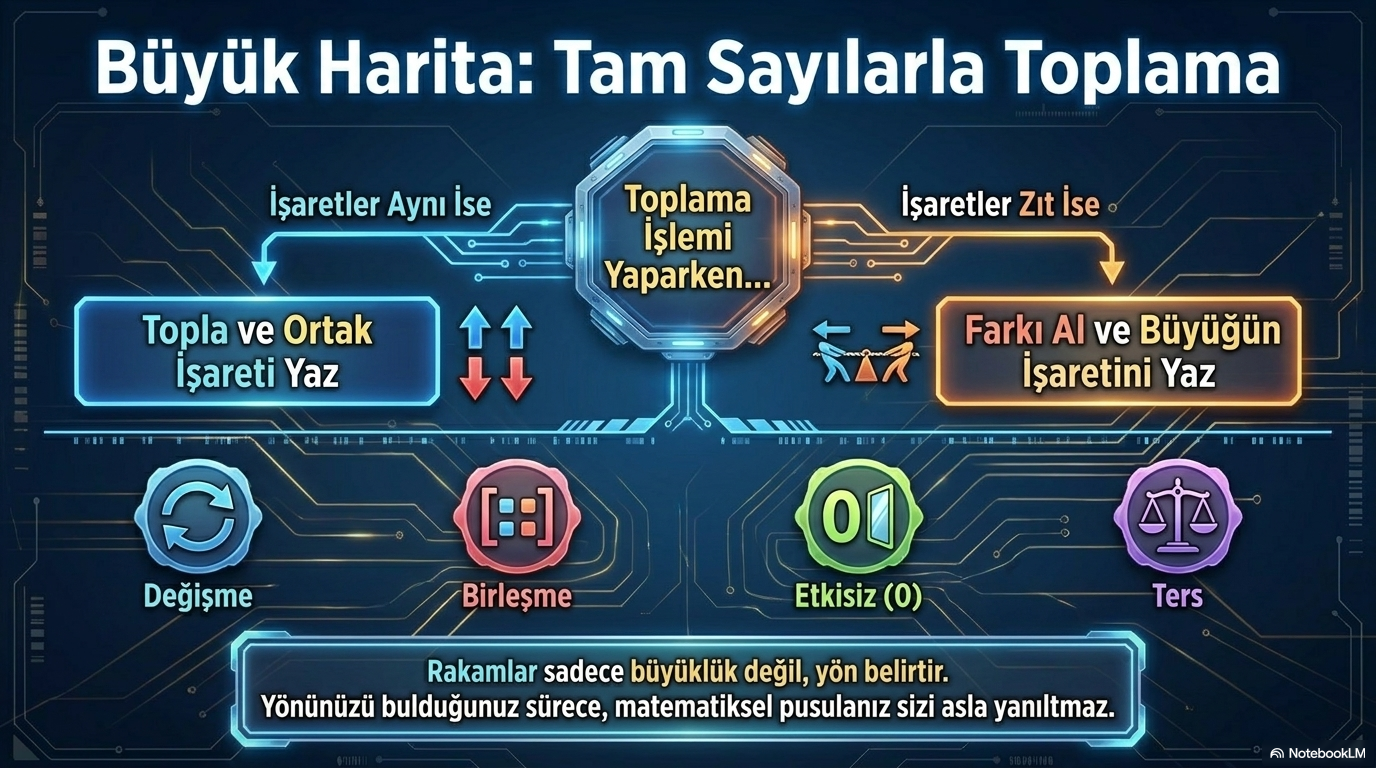 Büyük Harita: Tam Sayılarla Toplama
İşaretler Aynı İse
Toplama
İşlemi
Yaparken...
İşaretler Zıt İse
Topla ve Ortak
İşareti Yaz
Farkı Al ve Büyüğün
İşaretini Yaz
0
Değişme
Birleşme
Etkisiz (0)
Ters
Rakamlar sadece büyüklük değil, yön belirtir.
Yönünüzü bulduğunuz sürece, matematiksel pusulanız sizi asla yanıltmaz.
NotebookLM